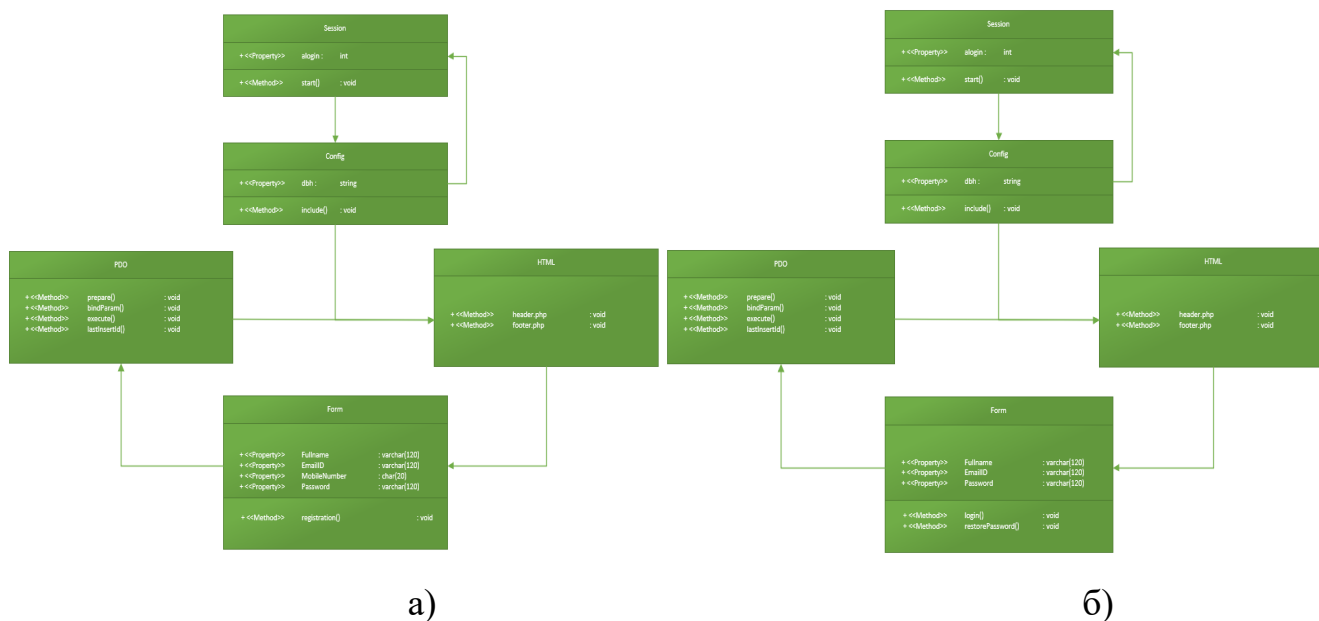 Session
+ <<Property>> alogin : int
+ <<Method>> start() : void
Config
+ <<Property>> dbh : string
+ <<Method>> include() : void
PDO
+ <<Method>> prepare() : void
+ <<Method>> bindParam() : void
+ <<Method>> execute() : void
+ <<Method>> lastInsertId() : void
HTML
+ <<Method>> header.php : void
+ <<Method>> footer.php : void
Form
+ <<Property>> Fullname : varchar(120)
+ <<Property>> EmailID : varchar(120)
+ <<Property>> MobileNumber : char(20)
+ <<Property>> Password : varchar(120)
+ <<Method>> registration() : void
а)
Session
+ <<Property>> alogin : int
+ <<Method>> start() : void
Config
+ <<Property>> dbh : string
+ <<Method>> include() : void
PDO
+ <<Method>> prepare() : void
+ <<Method>> bindParam() : void
+ <<Method>> execute() : void
+ <<Method>> lastInsertId() : void
HTML
+ <<Method>> header.php : void
+ <<Method>> footer.php : void
Form
+ <<Property>> Fullname : varchar(120)
+ <<Property>> EmailID : varchar(120)
+ <<Property>> Password : varchar(120)
+ <<Method>> login() : void
+ <<Method>> restorePassword() : void
б)